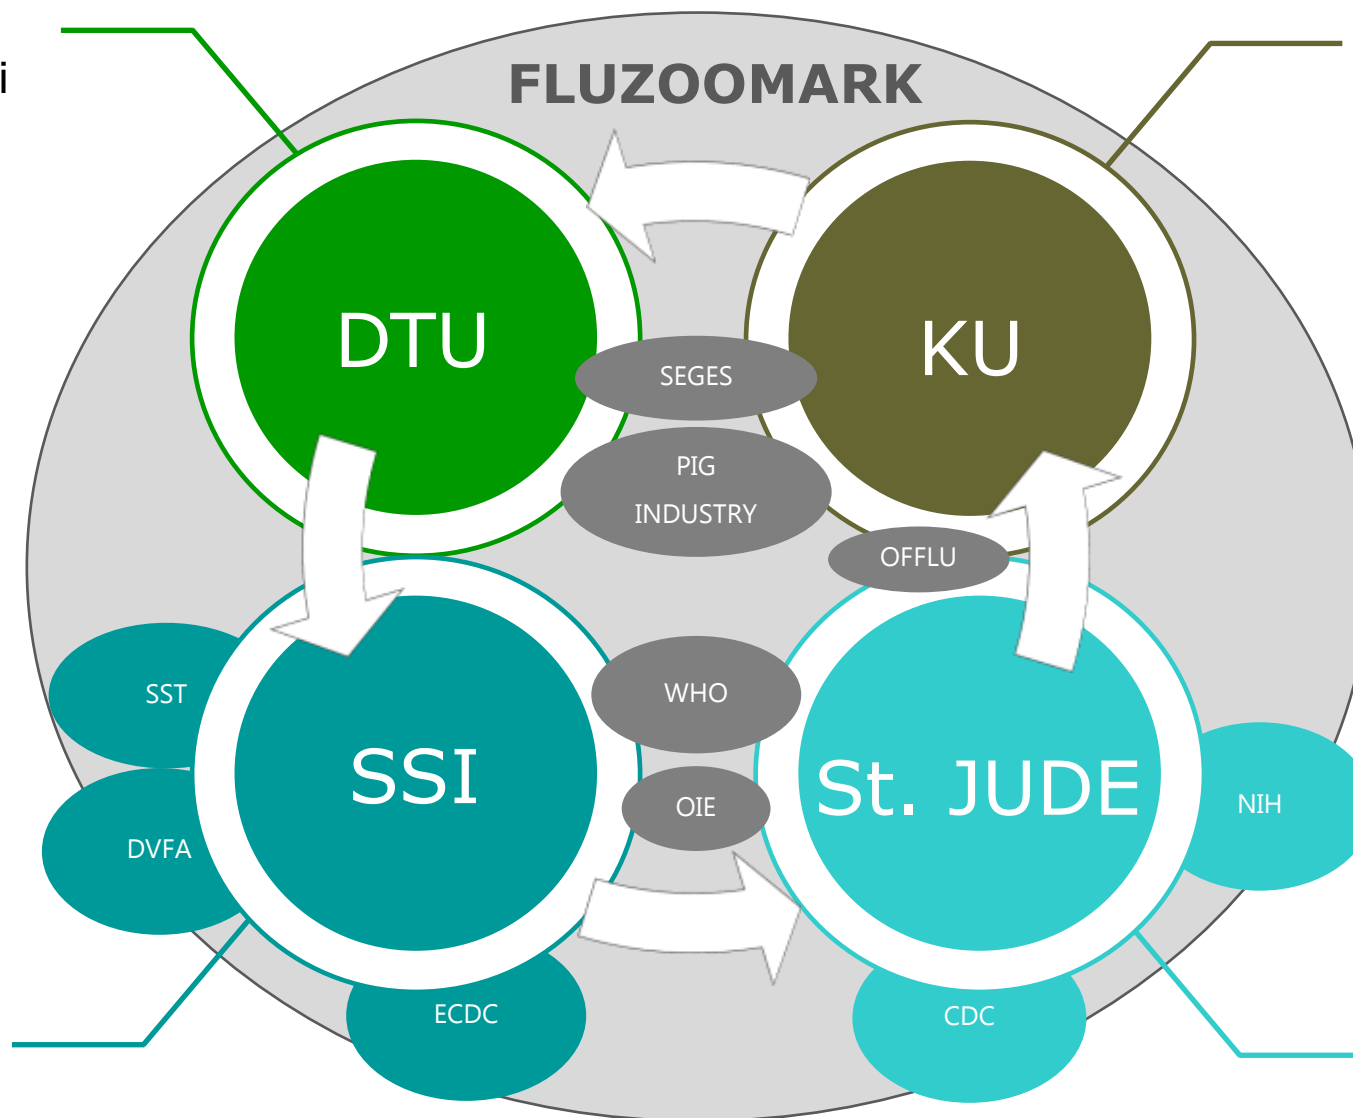 i
FLUZOOMARK
DTU
KU
SEGES
PIG
INDUSTRY
OFFLU
SST
WHO
SSI
St. JUDE
OIE
NIH
DVFA
ECDC
CDC